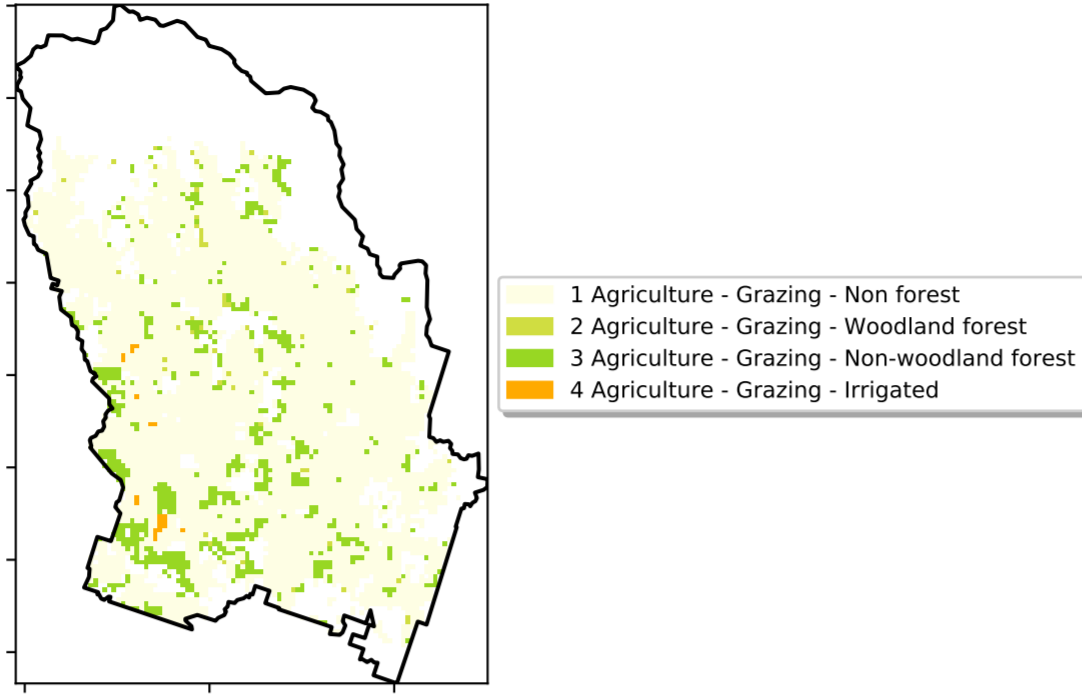 1 Agriculture - Grazing - Non forest
2 Agriculture - Grazing - Woodland forest
3 Agriculture - Grazing - Non-woodland forest
4 Agriculture - Grazing - Irrigated